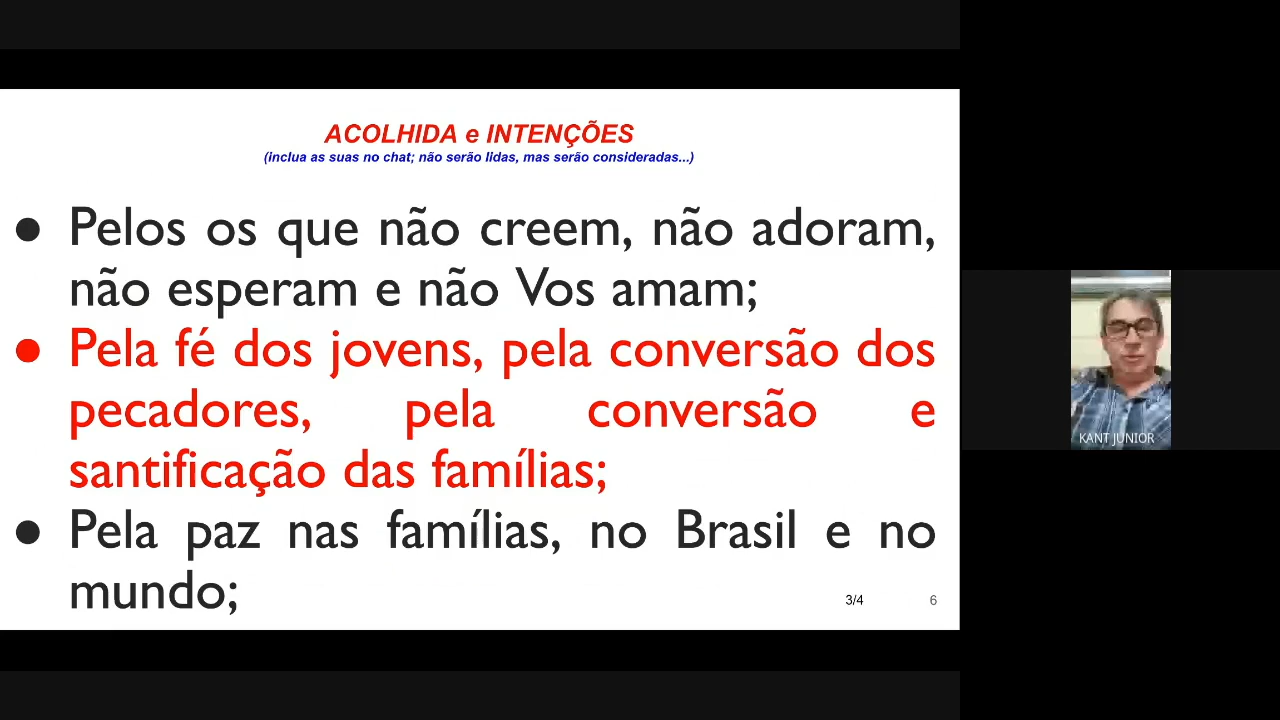 ACOLHIDA e INTENÇÕES
(inclua as suas no chat; não serão lidas, mas serão consideradas...)
● Pelos os que não creem, não adoram,
não esperam e não Vos amam;
● Pela fé dos jovens, pela conversão dos
pecadores, pela conversão e
santificação das famílias;
● Pela paz nas famílias, no Brasil e no
mundo;
3/4 6
KANT JUNIOR